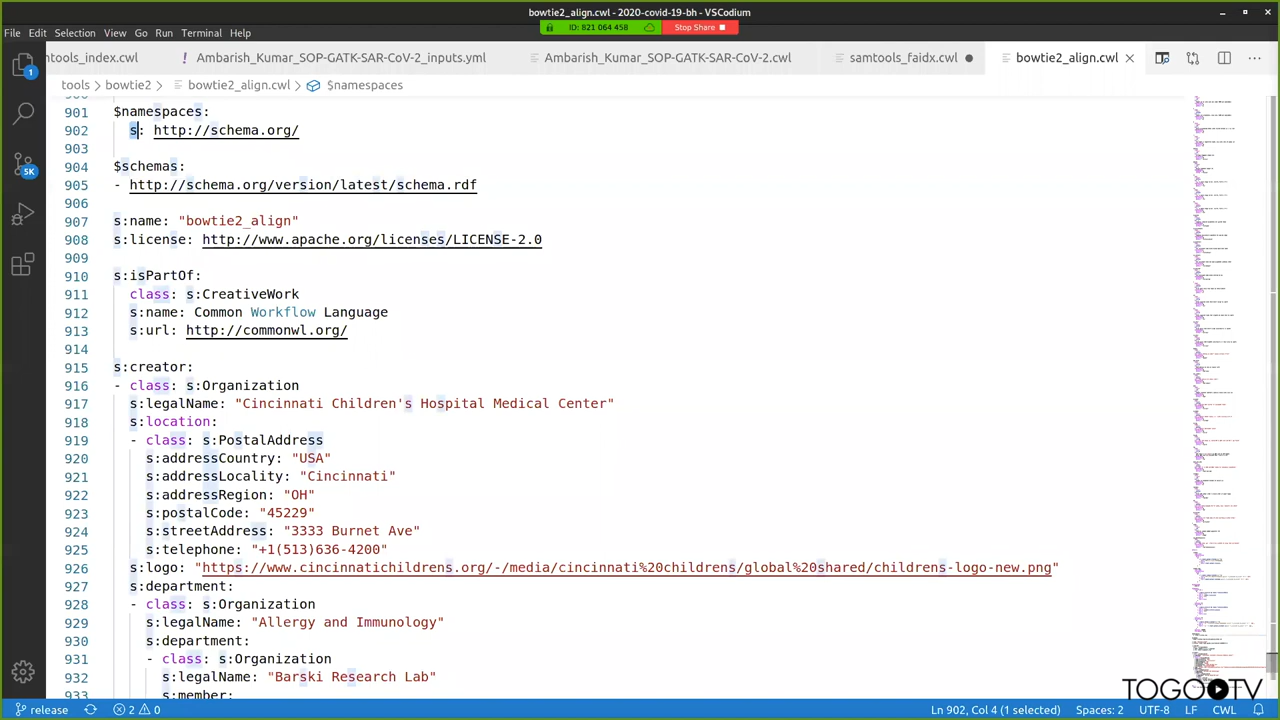 bowtie2_align.cwl - 2020-covid-19-bh - VSCodium
ID: 821 064 458 Stop Share
File Edit Selection View Go Run Terminal Help
ntools_index.cwl Ambarish_Kumar_SOP-GATK-SAR-CoV-2_inputs.yml Ambarish_Kumar_SOP-GATK-SAR-CoV-2.cwl samtools_faidx.cwl bowtie2_align.cwl
tools > bowtie2 > bowtie2_align.cwl > $namespaces
1
5K
900
901 $namespaces:
902 s: http://schema.org/
903
904 $schemas:
905 - http://schema.org/version/latest/schema.rdf
906
907 s:name: "bowtie2_align"
908 s:license: http://www.apache.org/licenses/LICENSE-2.0
909
910 s:isPartOf:
911 class: s:CreativeWork
912 s:name: Common Workflow Language
913 s:url: http://commonwl.org/
914
915 s:creator:
916 - class: s:Organization
917 s:legalName: "Cincinnati Children's Hospital Medical Center"
918 s:location:
919 - class: s:PostalAddress
920 s:addressCountry: "USA"
921 s:addressLocality: "Cincinnati"
922 s:addressRegion: "OH"
923 s:postalCode: "45229"
924 s:streetAddress: "3333 Burnet Ave"
925 s:telephone: "+1(513)636-4200"
926 s:logo: "https://www.cincinnatichildrens.org/-/media/cincinnati%20childrens/global%20shared/childrens-logo-new.png"
927 s:department:
928 - class: s:Organization
929 s:legalName: "Allergy and Immunology"
930 s:department:
931 - class: s:Organization
932 s:legalName: "Barski Research Lab"
933 s:member:
TOGO TV
release 2 0 Ln 902, Col 4 (1 selected) Spaces: 2 UTF-8 LF CWL